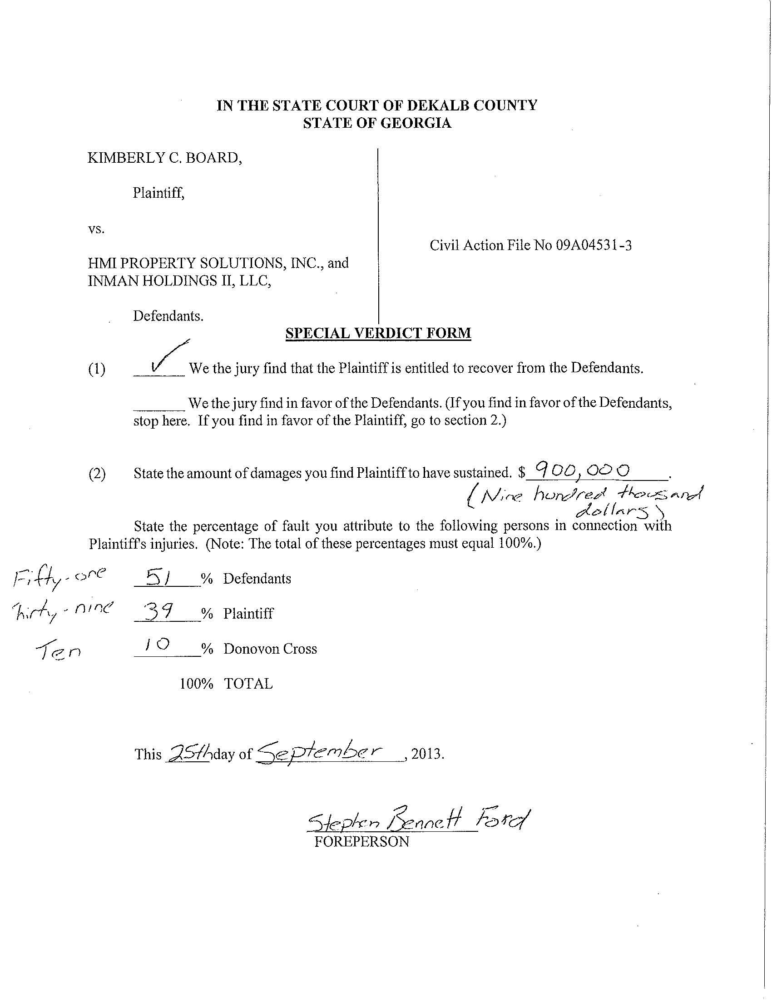 IN THE STATE COURT OF DEKALB COUNTY
STATE OF GEORGIA
KIMBERLY C. BOARD,
Plaintiff,
vs.
Civil Action File No 09A04531-3
HMI PROPERTY SOLUTIONS, INC., and
INMAN HOLDINGS II, LLC,
Defendants.
SPECIAL VERDICT FORM
(1) ✓ We the jury find that the Plaintiff is entitled to recover from the Defendants.
We the jury find in favor of the Defendants. (If you find in favor of the Defendants,
stop here. If you find in favor of the Plaintiff, go to section 2.)
(2) State the amount of damages you find Plaintiff to have sustained. $ 900,000.
(Nine hundred thousand
dollars)
State the percentage of fault you attribute to the following persons in connection with
Plaintiff's injuries. (Note: The total of these percentages must equal 100%.)
Fifty-one 51 % Defendants
Thirty-nine 39 % Plaintiff
Ten 10 % Donovon Cross
100% TOTAL
This 25th day of September, 2013.
Stephen Bennett Ford
FOREPERSON